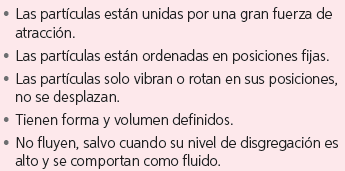 • Las partículas están unidas por una gran fuerza de
atracción.
• Las partículas están ordenadas en posiciones fijas.
• Las partículas solo vibran o rotan en sus posiciones,
no se desplazan.
• Tienen forma y volumen definidos.
• No fluyen, salvo cuando su nivel de disgregación es
alto y se comportan como fluido.